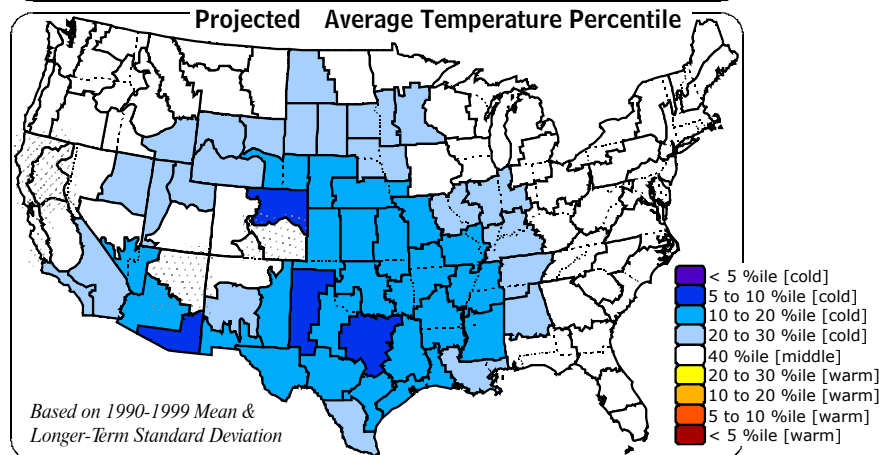 Projected Average Temperature Percentile
< 5 %ile [cold]
5 to 10 %ile [cold]
10 to 20 %ile [cold]
20 to 30 %ile [cold]
40 %ile [middle]
20 to 30 %ile [warm]
10 to 20 %ile [warm]
5 to 10 %ile [warm]
< 5 %ile [warm]
Based on 1990-1999 Mean &
Longer-Term Standard Deviation